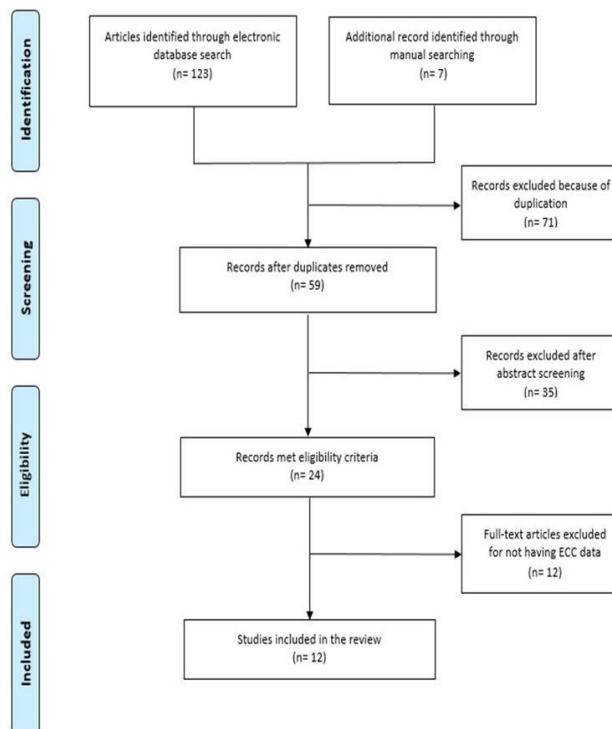 Identification
Articles identified through electronic
database search
(n= 123)
Additional record identified through
manual searching
(n= 7)
Records excluded because of
duplication
(n= 71)
Screening
Records after duplicates removed
(n= 59)
Records excluded after
abstract screening
(n= 35)
Eligibility
Records met eligibility criteria
(n= 24)
Full-text articles excluded
for not having ECC data
(n= 12)
Included
Studies included in the review
(n= 12)